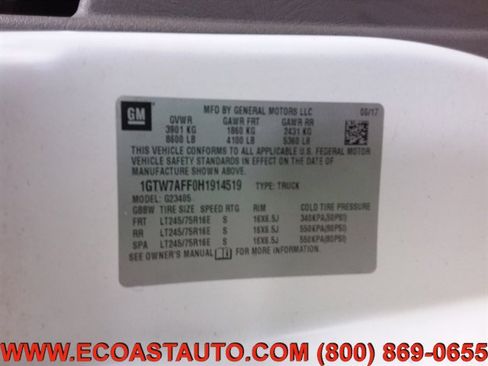 GM
MFD BY GENERAL MOTORS LLC
GVWR GAWR FRT GAWR RR
3901 KG 1860 KG 2431 KG
8600 LB 4100 LB 5360 LB
THIS VEHICLE CONFORMS TO ALL APPLICABLE U.S. FEDERAL MOTOR
VEHICLE SAFETY STANDARDS IN EFFECT ON THE DATE OF
MANUFACTURE SHOWN ABOVE.
1GTW7AFF0H1914519 TYPE: TRUCK
MODEL: G23405
GBBW TIRE SIZE SPEED RTG RIM COLD TIRE PRESSURE
FRT LT245/75R16E S 16X6.5J 340KPA(50PSI)
RR LT245/75R16E S 16X6.5J 550KPA(80PSI)
SPA LT245/75R16E S 16X6.5J 550KPA(80PSI)
SEE OWNER'S MANUAL FOR MORE INFORMATION.
WWW.ECOASTAUTO.COM (800) 869-0655